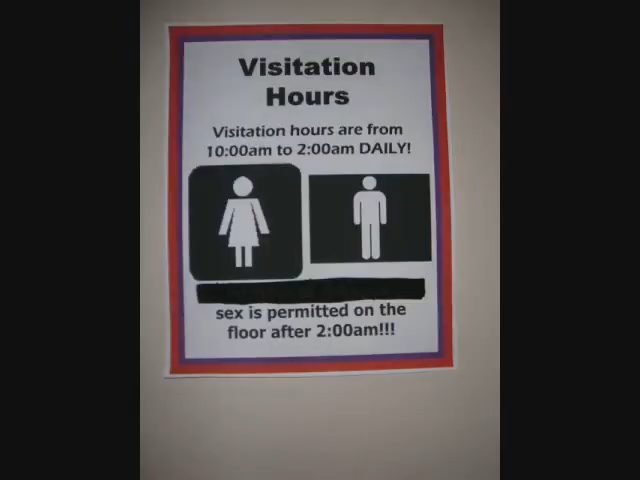 Visitation
Hours
Visitation hours are from
10:00am to 2:00am DAILY!
sex is permitted on the
floor after 2:00am!!!